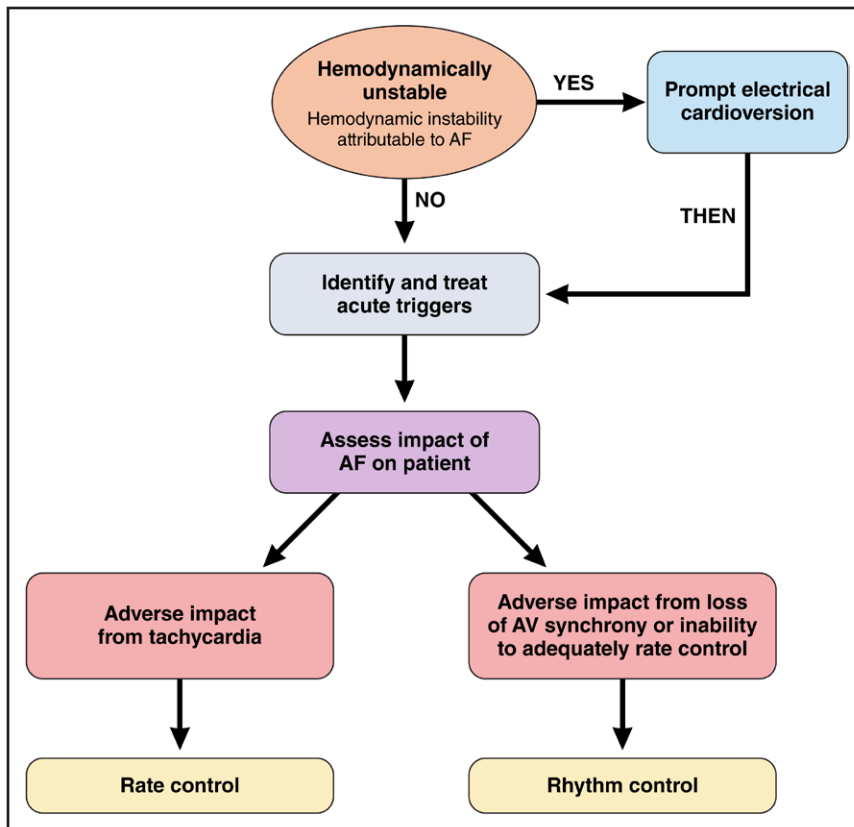 Hemodynamically
unstable
Hemodynamic instability
attributable to AF
YES
Prompt electrical
cardioversion
NO
THEN
Identify and treat
acute triggers
Assess impact of
AF on patient
Adverse impact
from tachycardia
Adverse impact from loss
of AV synchrony or inability
to adequately rate control
Rate control
Rhythm control